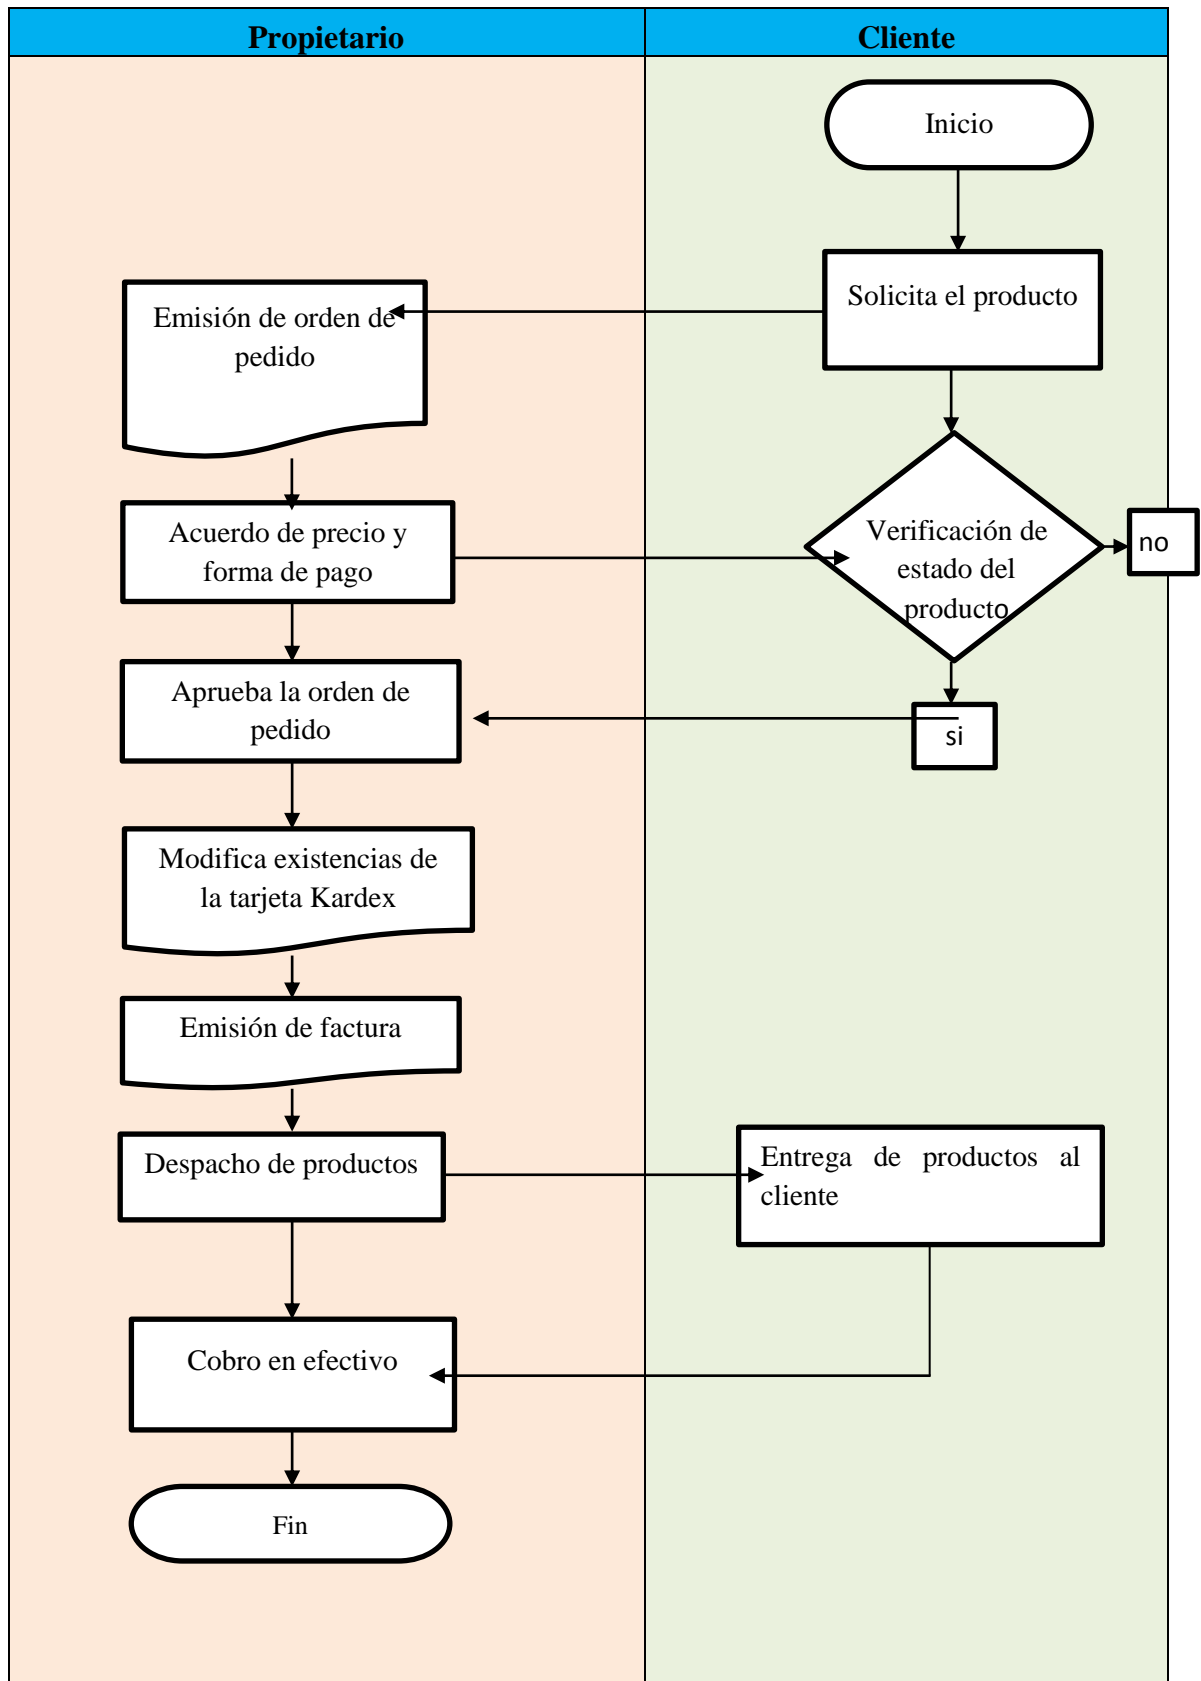 Propietario
Cliente
Inicio
Solicita el producto
Emisión de orden de
pedido
Acuerdo de precio y
forma de pago
Verificación de
estado del
producto
no
Aprueba la orden de
pedido
si
Modifica existencias de
la tarjeta Kardex
Emisión de factura
Despacho de productos
Entrega de productos al
cliente
Cobro en efectivo
Fin